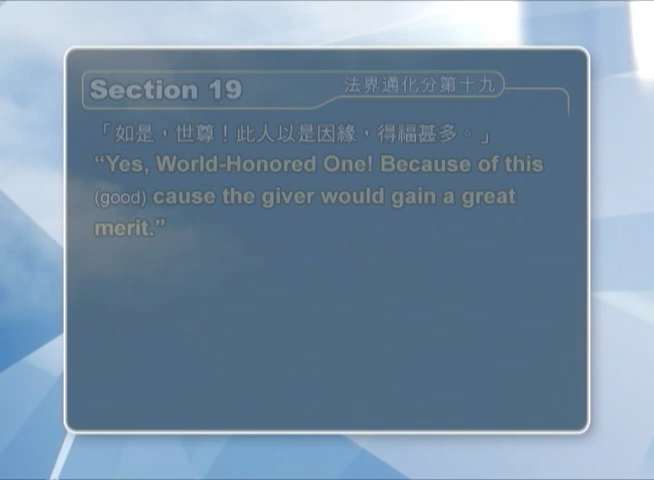 Section 19
法界通化分第十九
「如是，世尊！此人以是因緣，得福甚多。」
“Yes, World-Honored One! Because of this
(good) cause the giver would gain a great
merit.”